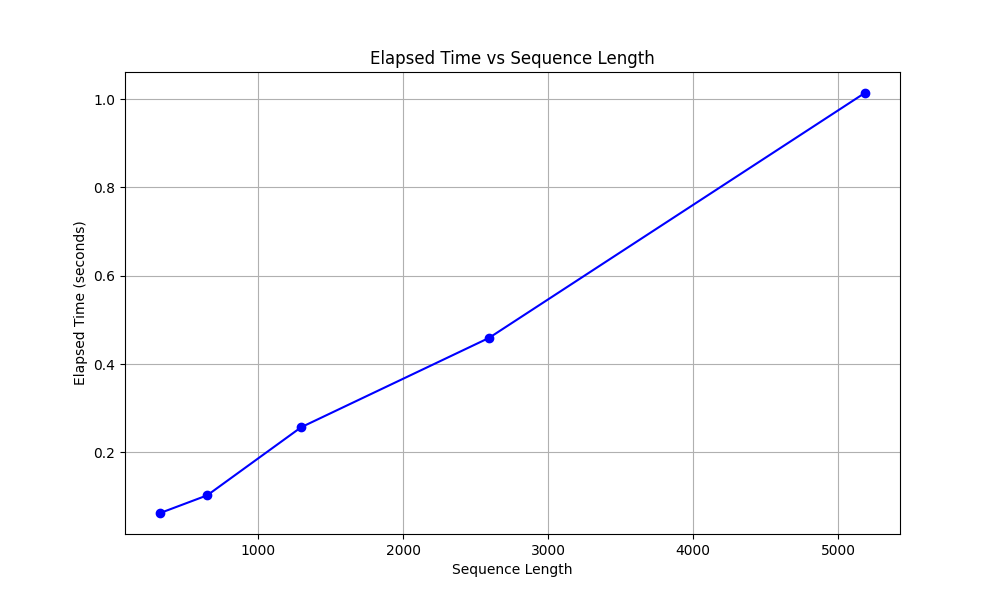 Elapsed Time vs Sequence Length
1.0
0.8
0.6
0.4
0.2
Elapsed Time (seconds)
1000 2000 3000 4000 5000
Sequence Length